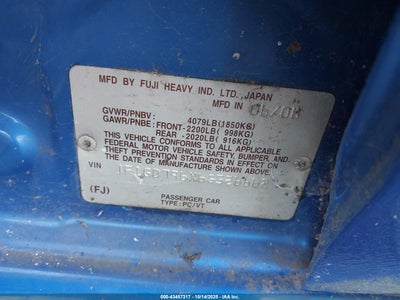 MFD BY FUJI HEAVY IND. LTD. JAPAN
MFD IN
GVWR/PNBV: 4079LB(1850KG)
GAWR/PNBE: FRONT-2200LB( 998KG)
REAR -2020LB( 916KG)
THIS VEHICLE CONFORMS TO ALL APPLICABLE
FEDERAL MOTOR VEHICLE SAFETY, BUMPER, AND
THEFT PREVENTION STANDARDS IN EFFECT ON
THE DATE OF MANUFACTURE SHOWN ABOVE.
VIN
(FJ)
PASSENGER CAR
TYPE: PC/VT
000-43457317 - 10/14/2025 - IAAI.COM